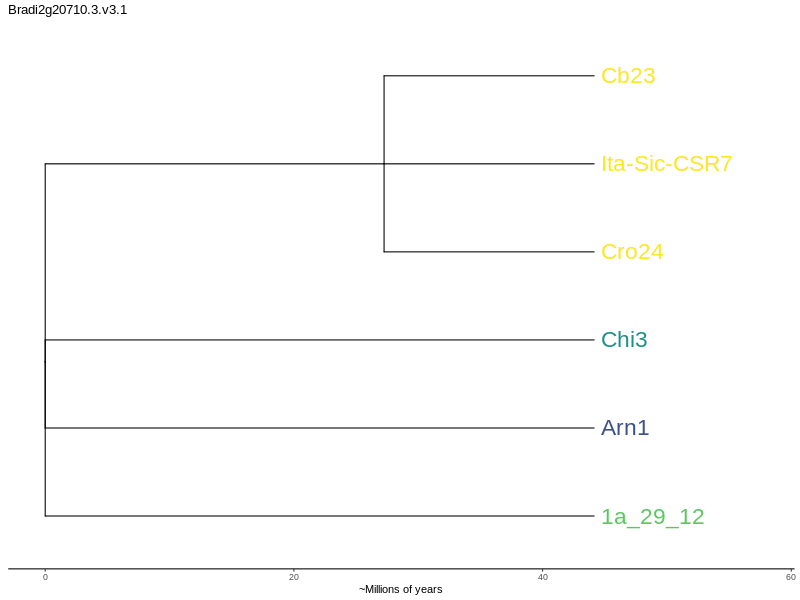 Bradi2g20710.3.v3.1
Cb23
Ita-Sic-CSR7
Cro24
Chi3
Arn1
1a_29_12
0 20 40 60
~Millions of years